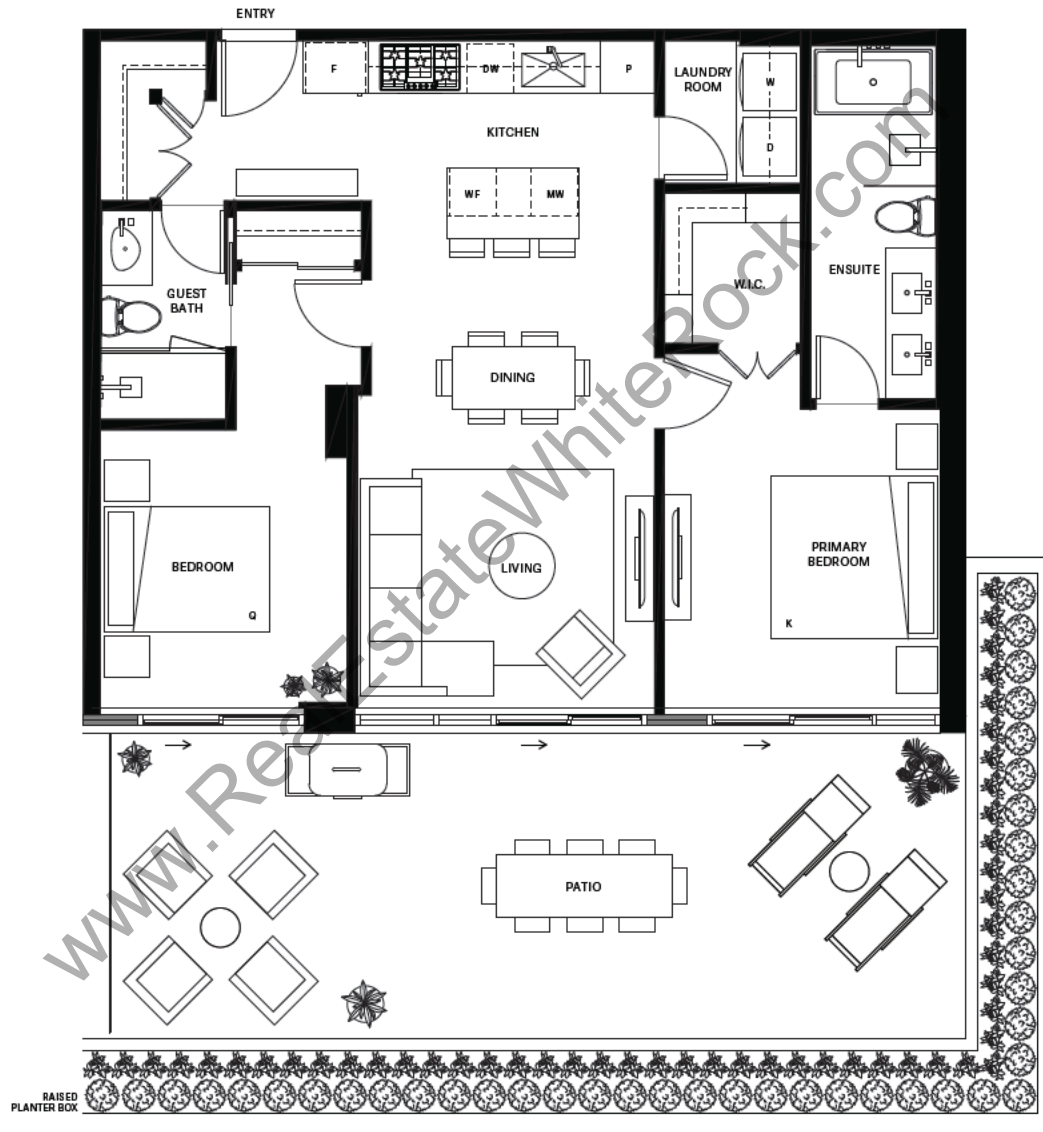 ENTRY
F
DW
P
LAUNDRY
ROOM
W
D
KITCHEN
WF
MW
GUEST
BATH
W.I.C.
ENSUITE
DINING
BEDROOM
Q
LIVING
PRIMARY
BEDROOM
K
PATIO
RAISED
PLANTER BOX
www.RealEstateWhiteRock.com